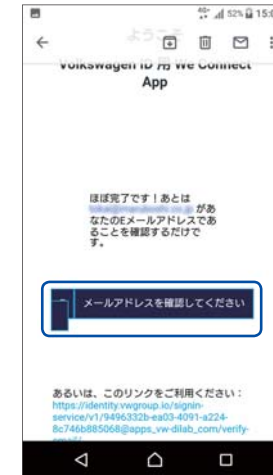 4G+ 52% 15:0
ようこそ
Volkswagen ID 用 We Connect
App
ほぼ完了です！あとは
があ
なたのEメールアドレスであ
ることを確認するだけで
す。
メールアドレスを確認してください
あるいは、このリンクをご利用ください：
https://identity.vwgroup.io/signin-
service/v1/9496332b-ea03-4091-a224-
8c746b885068@apps_vw-dilab_com/verify-
email/